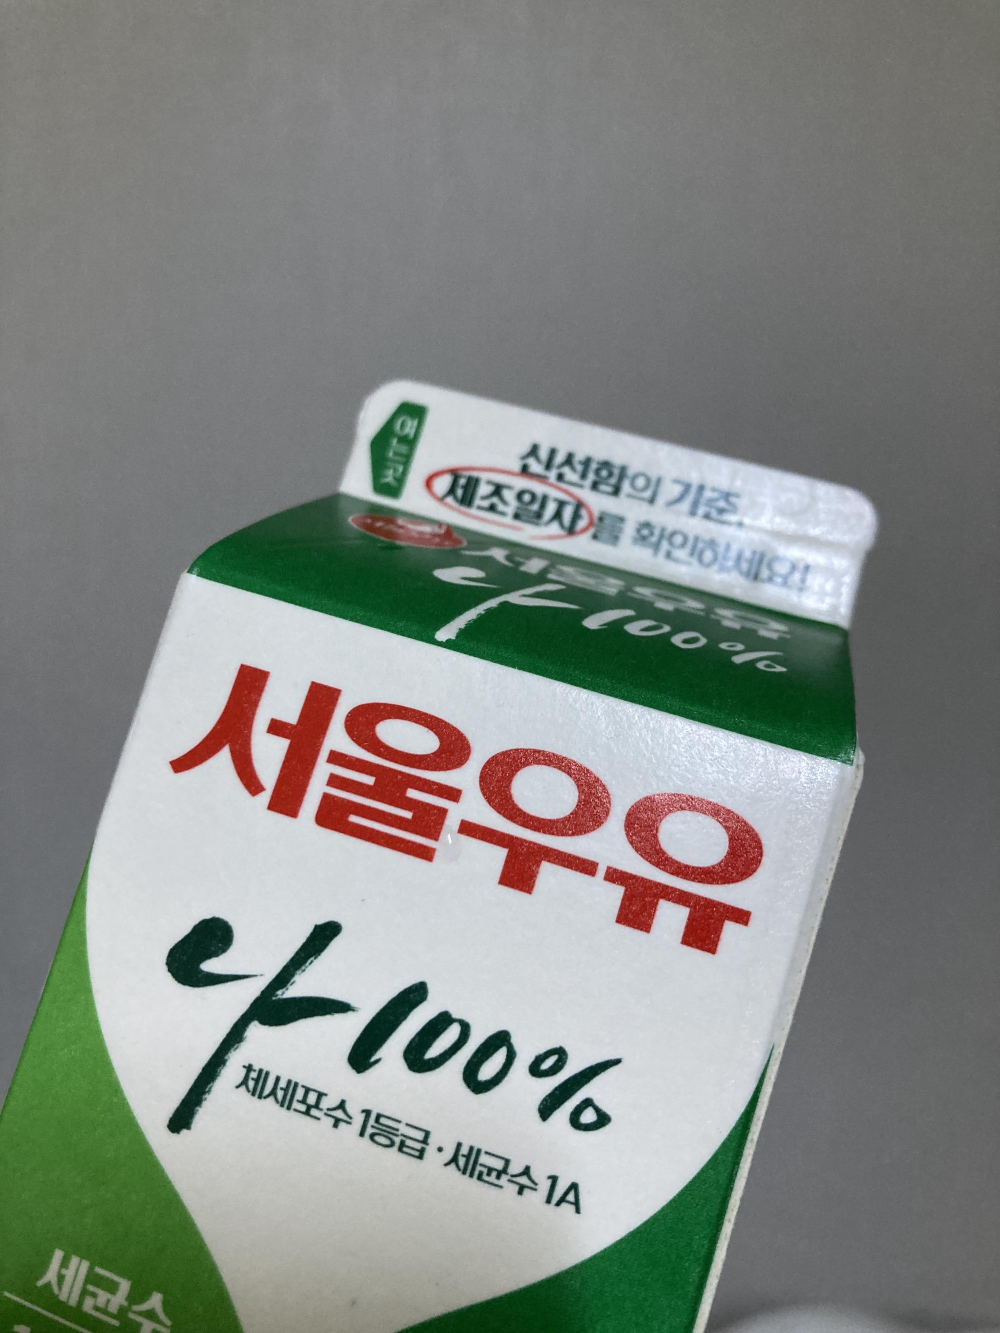 여는곳
신선함의 기준,
제조일자를 확인하세요!
서울우유
나100%
서울우유
나100%
체세포수 1등급·세균수 1A
세균수